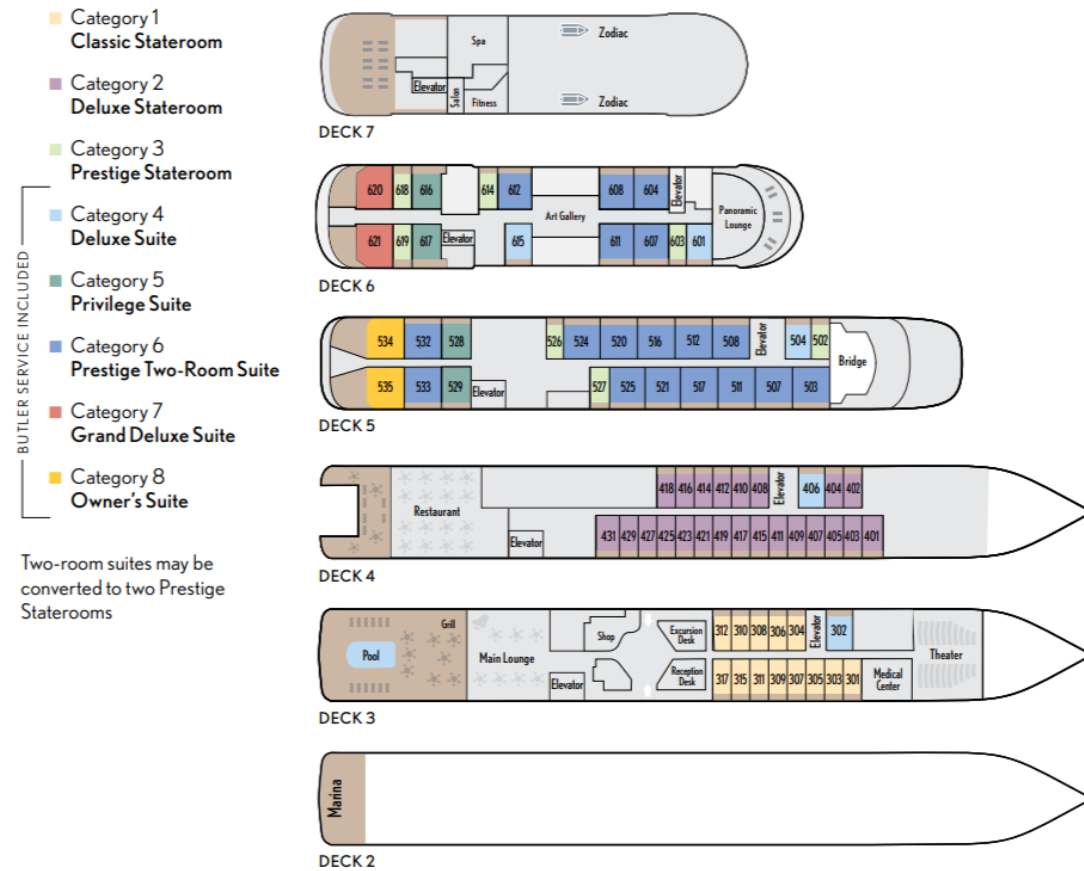 Category 1
Classic Stateroom
Category 2
Deluxe Stateroom
Category 3
Prestige Stateroom
Category 4
Deluxe Suite
Category 5
Privilege Suite
Category 6
Prestige Two-Room Suite
Category 7
Grand Deluxe Suite
Category 8
Owner's Suite
BUTLER SERVICE INCLUDED
Two-room suites may be
converted to two Prestige
Staterooms
Spa
Zodiac
Elevator
Salon
Fitness
Zodiac
DECK 7
620 618 616 614 612 608 604 Elevator
Art Gallery
Panoramic
Lounge
621 619 617 Elevator 615 611 607 603 601
DECK 6
534 532 528 526 524 520 516 512 508 Elevator 504 502
Bridge
535 533 529 Elevator 527 525 521 517 511 507 503
DECK 5
418 416 414 412 410 408 Elevator 406 404 402
Restaurant
Elevator 431 429 427 425 423 421 419 417 415 411 409 407 405 403 401
DECK 4
Grill
Pool
Main Lounge
Shop
Excursion
Desk
312 310 308 306 304 Elevator 302
Theater
Elevator
Reception
Desk
317 315 311 309 307 305 303 301
Medical
Center
DECK 3
Marina
DECK 2